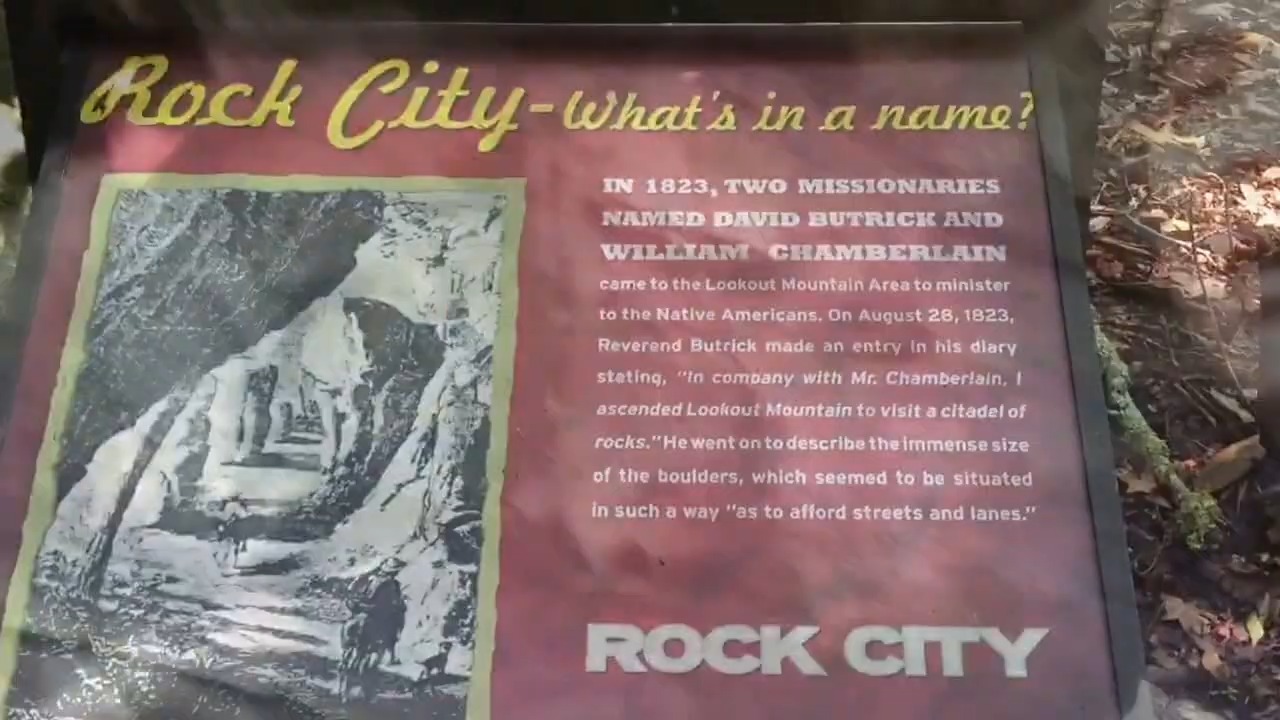 Rock City-What's in a name?
IN 1823, TWO MISSIONARIES
NAMED DAVID BUTRICK AND
WILLIAM CHAMBERLAIN
came to the Lookout Mountain Area to minister
to the Native Americans. On August 28, 1823,
Reverend Butrick made an entry in his diary
stating, "In company with Mr. Chamberlain, I
ascended Lookout Mountain to visit a citadel of
rocks." He went on to describe the immense size
of the boulders, which seemed to be situated
in such a way "as to afford streets and lanes."
ROCK CITY